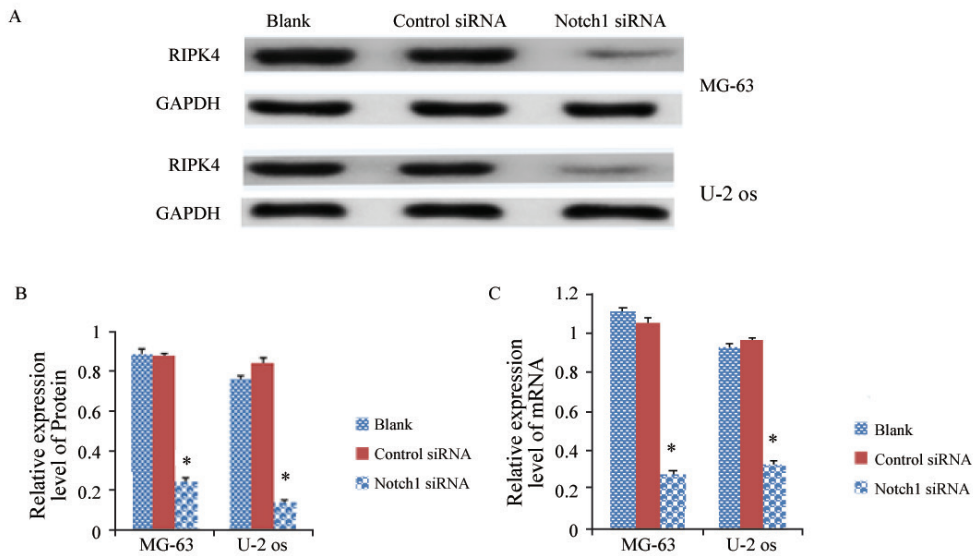 A
Blank Control siRNA Notch1 siRNA
RIPK4
GAPDH
MG-63
RIPK4
GAPDH
U-2 os
B
Relative expression
level of Protein
1
0.8
0.6
0.4
0.2
0
*
*
MG-63 U-2 os
Blank
Control siRNA
Notch1 siRNA
C
Relative expression
level of mRNA
1.2
1
1.2
0.8
0.6
0.4
0.2
0
*
*
MG-63 U-2 os
Blank
Control siRNA
Notch1 siRNA